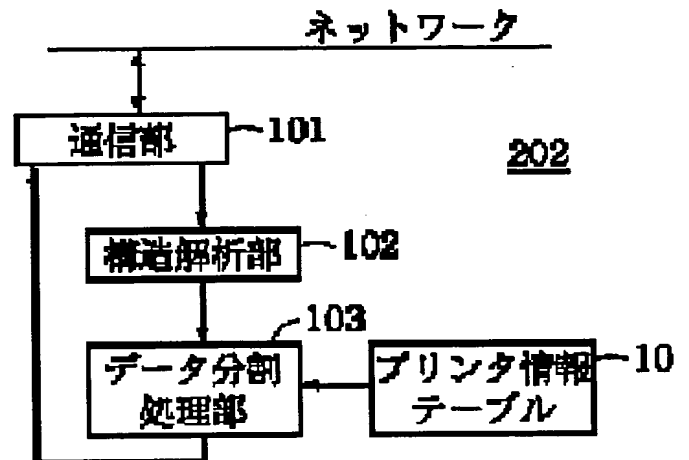 ネットワーク
通信部
101
202
構造解析部
102
103
データ分割
処理部
プリンタ情報
テーブル
10